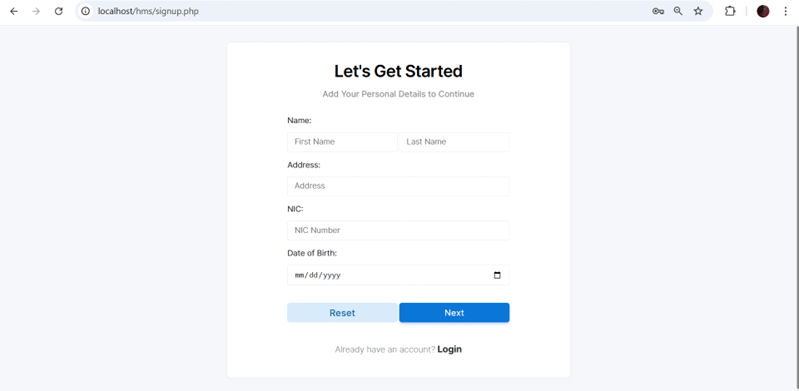 localhost/hms/signup.php
Let's Get Started
Add Your Personal Details to Continue
Name:
First Name Last Name
Address:
Address
NIC:
NIC Number
Date of Birth:
mm/dd/yyyy
Reset Next
Already have an account? Login